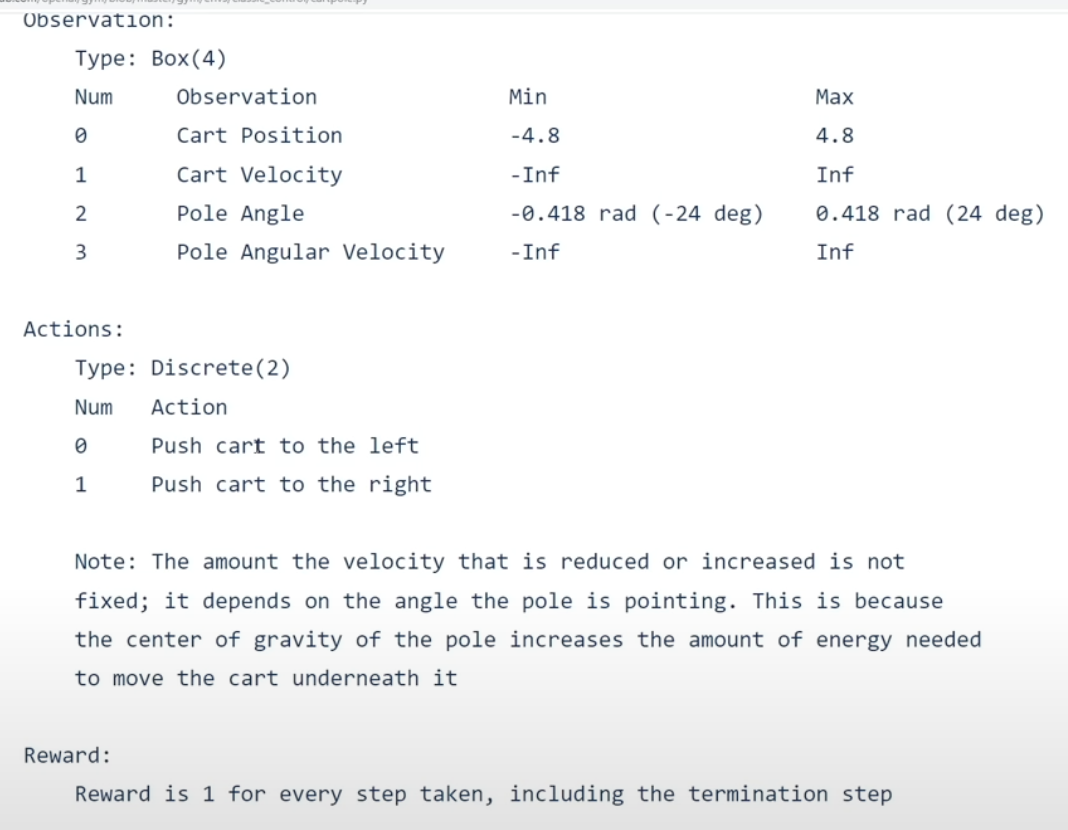 Observation:
Type: Box(4)
Num Observation Min Max
0 Cart Position -4.8 4.8
1 Cart Velocity -Inf Inf
2 Pole Angle -0.418 rad (-24 deg) 0.418 rad (24 deg)
3 Pole Angular Velocity -Inf Inf
Actions:
Type: Discrete(2)
Num Action
0 Push cart to the left
1 Push cart to the right
Note: The amount the velocity that is reduced or increased is not
fixed; it depends on the angle the pole is pointing. This is because
the center of gravity of the pole increases the amount of energy needed
to move the cart underneath it
Reward:
Reward is 1 for every step taken, including the termination step